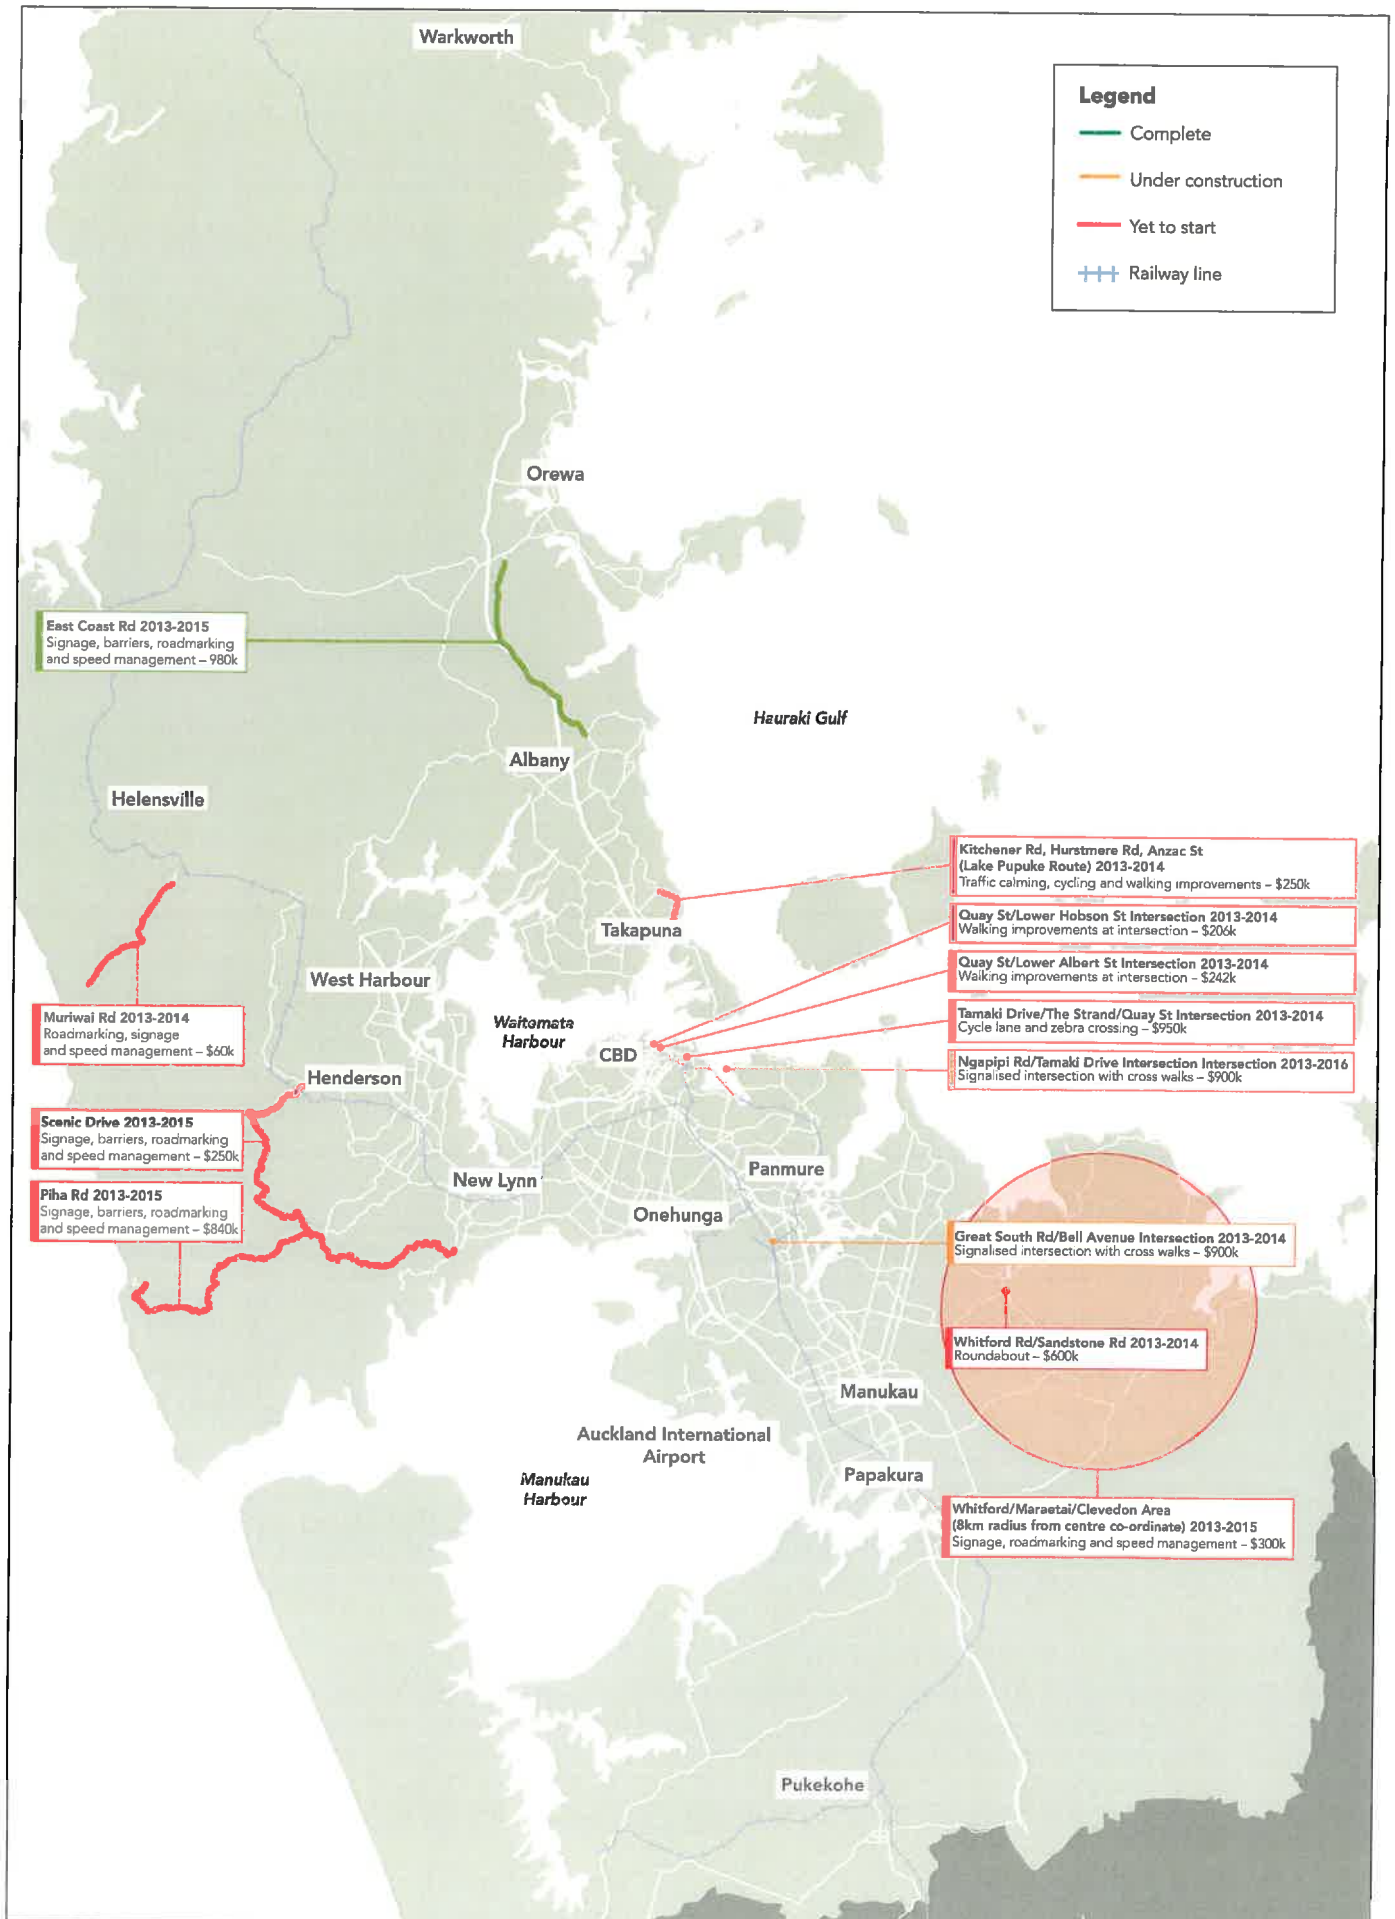 Warkworth
Legend
Complete
Under construction
Yet to start
Railway line
Orewa
East Coast Rd 2013-2015
Signage, barriers, roadmarking
and speed management – 980k
Hauraki Gulf
Albany
Helensville
Kitchener Rd, Hurstmere Rd, Anzac St
(Lake Pupuke Route) 2013-2014
Traffic calming, cycling and walking improvements – $250k
Quay St/Lower Hobson St Intersection 2013-2014
Walking improvements at intersection – $206k
Takapuna
Quay St/Lower Albert St Intersection 2013-2014
Walking improvements at intersection – $242k
West Harbour
Muriwai Rd 2013-2014
Roadmarking, signage
and speed management – $60k
Waitemata
Harbour
Tamaki Drive/The Strand/Quay St Intersection 2013-2014
Cycle lane and zebra crossing – $950k
CBD
Ngapipi Rd/Tamaki Drive Intersection Intersection 2013-2016
Signalised intersection with cross walks – $900k
Henderson
Scenic Drive 2013-2015
Signage, barriers, roadmarking
and speed management – $250k
New Lynn
Panmure
Piha Rd 2013-2015
Signage, barriers, roadmarking
and speed management – $840k
Onehunga
Great South Rd/Bell Avenue Intersection 2013-2014
Signalised intersection with cross walks – $900k
Whitford Rd/Sandstone Rd 2013-2014
Roundabout – $600k
Manukau
Auckland International
Airport
Papakura
Manukau
Harbour
Whitford/Maraetai/Clevedon Area
(8km radius from centre co-ordinate) 2013-2015
Signage, roadmarking and speed management – $300k
Pukekohe